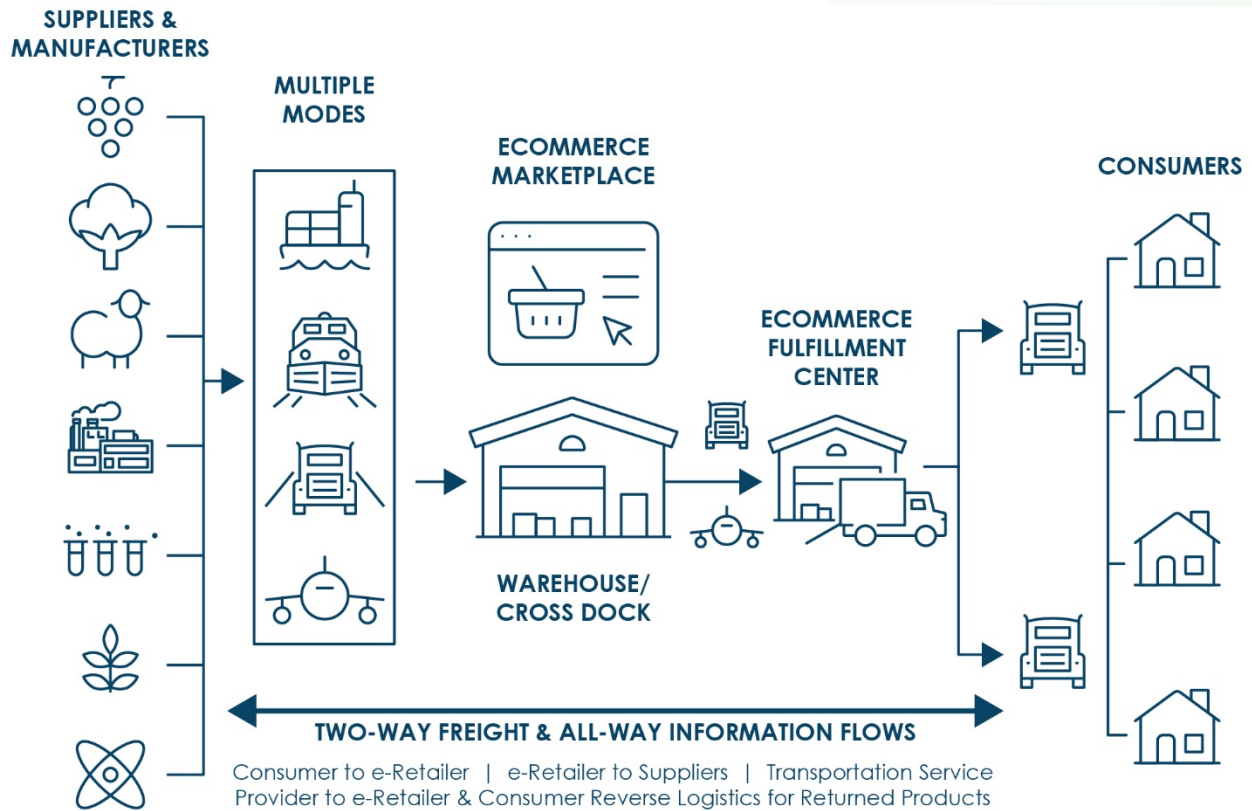 SUPPLIERS &
MANUFACTURERS
MULTIPLE
MODES
ECOMMERCE
MARKETPLACE
CONSUMERS
ECOMMERCE
FULFILLMENT
CENTER
WAREHOUSE/
CROSS DOCK
TWO-WAY FREIGHT & ALL-WAY INFORMATION FLOWS
Consumer to e-Retailer | e-Retailer to Suppliers | Transportation Service
Provider to e-Retailer & Consumer Reverse Logistics for Returned Products